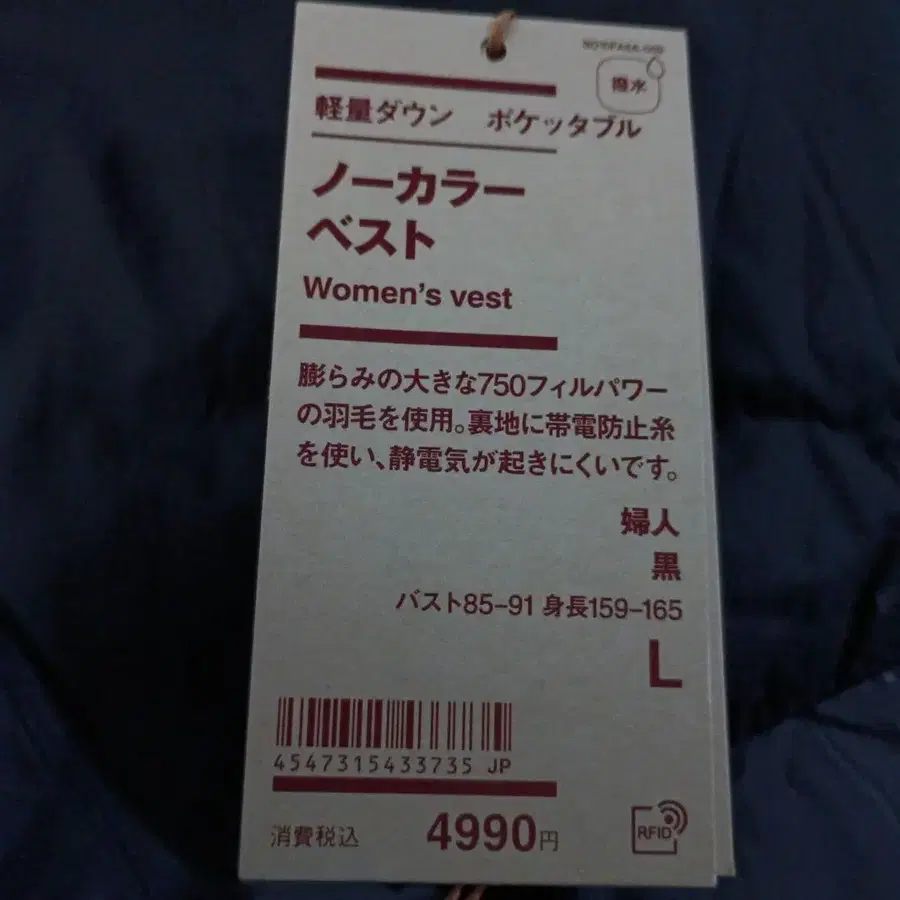 撥水
軽量ダウン ポケッタブル
ノーカラー
ベスト
Women's vest
膨らみの大きな750フィルパワー
の羽毛を使用。裏地に帯電防止糸
を使い、静電気が起きにくいです。
婦人
黒
バスト85-91 身長159-165
L
4547315433735 JP
消費税込 4990円
RFID